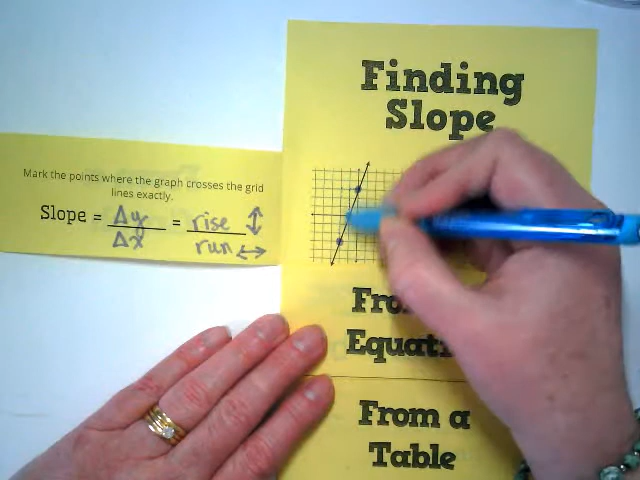 Finding
Slope
Mark the points where the graph crosses the grid
lines exactly.
Slope = Δy = rise ↕
Δx run ↔
Equati
From a
Table